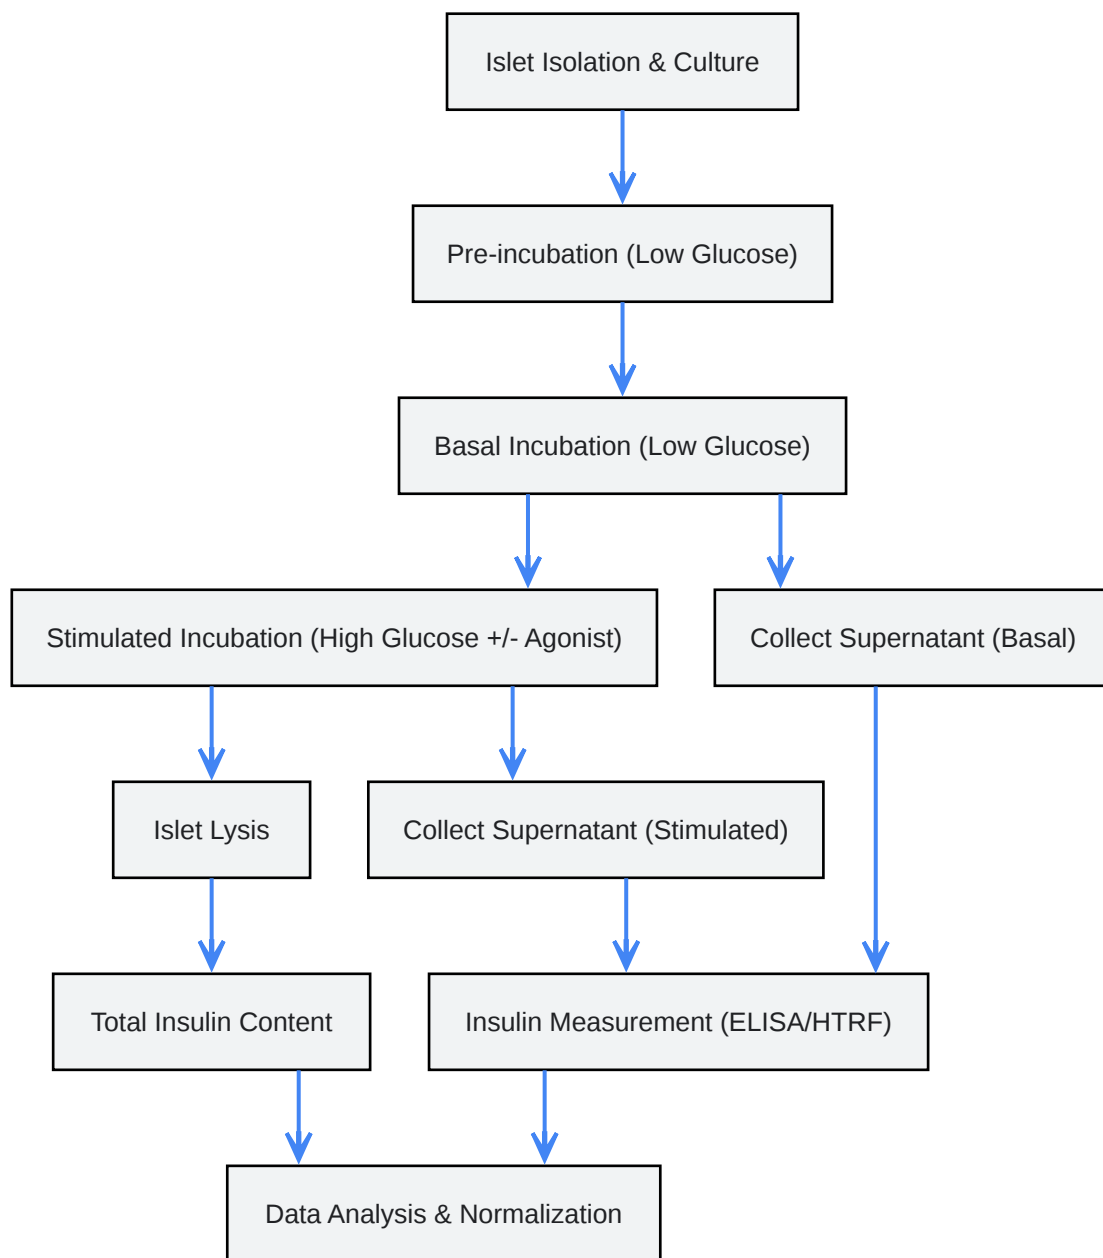 Islet Isolation & Culture
Pre-incubation (Low Glucose)
Basal Incubation (Low Glucose)
Stimulated Incubation (High Glucose +/- Agonist)
Collect Supernatant (Basal)
Islet Lysis
Collect Supernatant (Stimulated)
Total Insulin Content
Insulin Measurement (ELISA/HTRF)
Data Analysis & Normalization